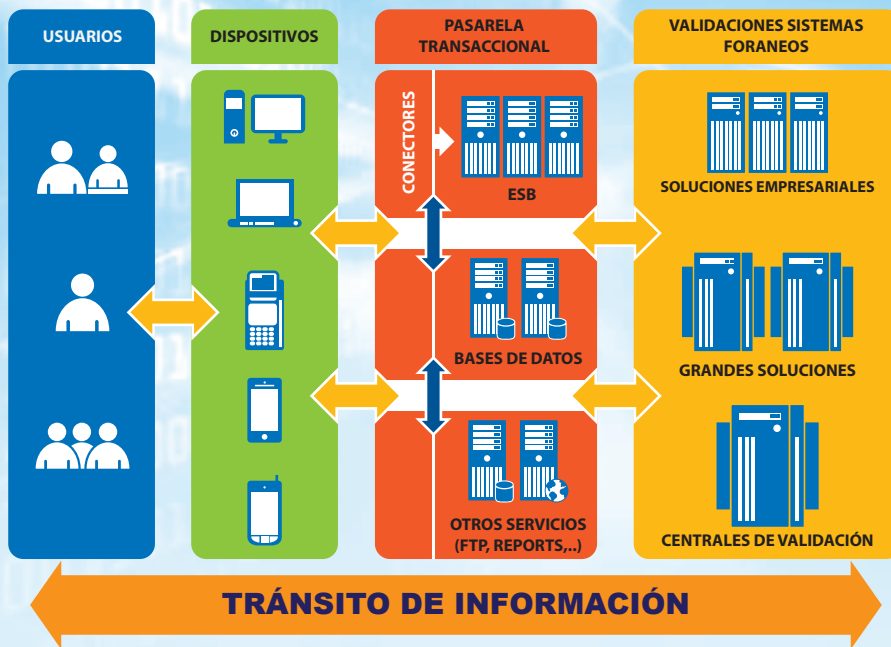 USUARIOS
DISPOSITIVOS
PASARELA
TRANSACCIONAL
VALIDACIONES SISTEMAS
FORANEOS
CONECTORES
ESB
SOLUCIONES EMPRESARIALES
BASES DE DATOS
GRANDES SOLUCIONES
OTROS SERVICIOS
(FTP, REPORTS,..)
CENTRALES DE VALIDACIÓN
TRÁNSITO DE INFORMACIÓN